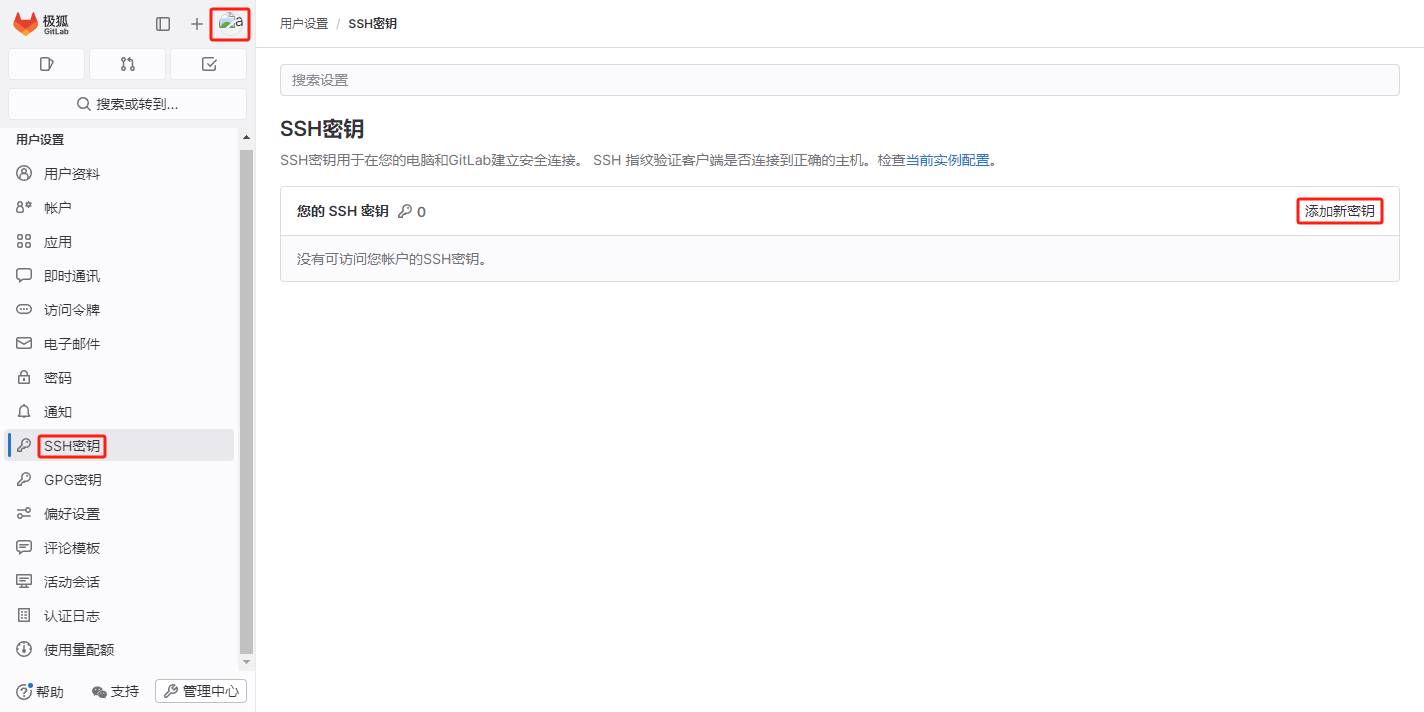 极狐
GitLab
a
搜索或转到...
用户设置
用户资料
帐户
应用
即时通讯
访问令牌
电子邮件
密码
通知
SSH密钥
GPG密钥
偏好设置
评论模板
活动会话
认证日志
使用量配额
帮助
支持
管理中心
用户设置 / SSH密钥
搜索设置
SSH密钥
SSH密钥用于在您的电脑和GitLab建立安全连接。 SSH 指纹验证客户端是否连接到正确的主机。检查当前实例配置。
您的 SSH 密钥 0
添加新密钥
没有可访问您帐户的SSH密钥。